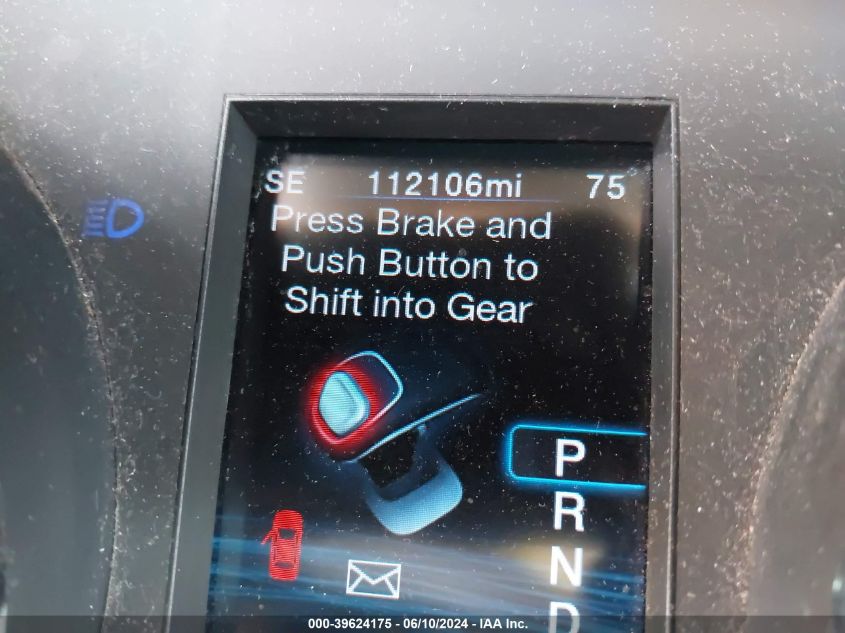 SE 112106mi 75
Press Brake and
Push Button to
Shift into Gear
P
R
N
D
000-39624175 - 06/10/2024 - IAA Inc.